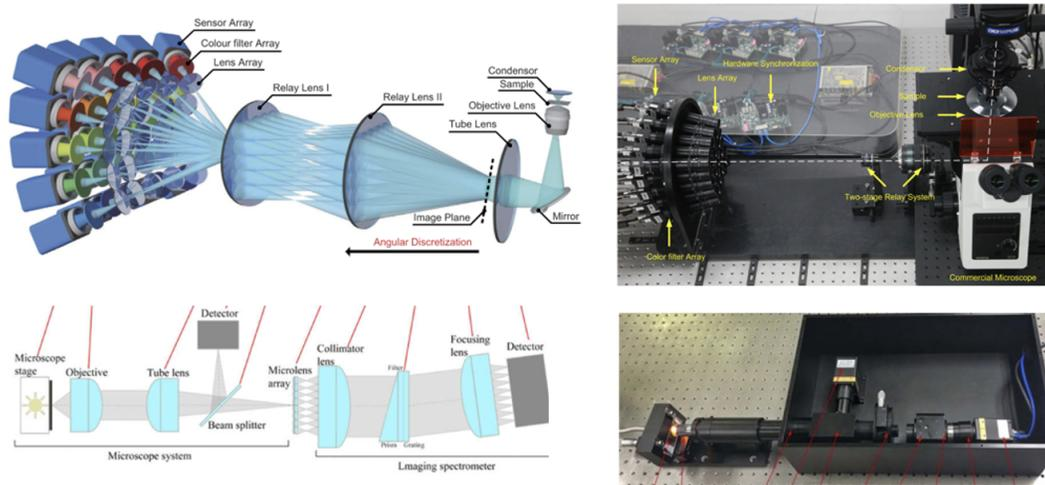 Sensor Array
Colour filter Array
Lens Array
Relay Lens I
Relay Lens II
Condensor
Sample
Objective Lens
Tube Lens
Image Plane
Mirror
Angular Discretization
Sensor Array
Lens Array
Hardware Synchronization
Condensor
Sample
Objective Lens
Two-stage Relay System
Color filter Array
Commercial Microscope
Microscope
stage
Objective
Tube lens
Detector
Beam splitter
Microlens
array
Collimator
lens
Filter
Prism
Grating
Focusing
lens
Detector
Microscope system
Lmaging spectrometer